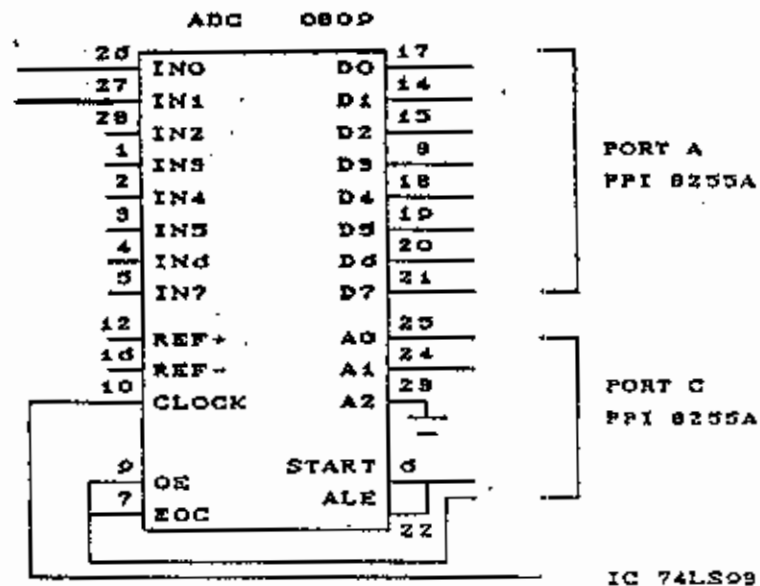 ADC 0809
26 IN0 D0 17
27 IN1 D1 14
28 IN2 D2 15
1 IN3 D3 8
2 IN4 D4 18
3 IN5 D5 19
4 IN6 D6 20
5 IN7 D7 21
PORT A
PPI 8255A
12 REF+ A0 25
16 REF- A1 24
10 CLOCK A2 23
PORT C
PPI 8255A
9 OE START 6
7 EOC ALE 22
IC 74LS09